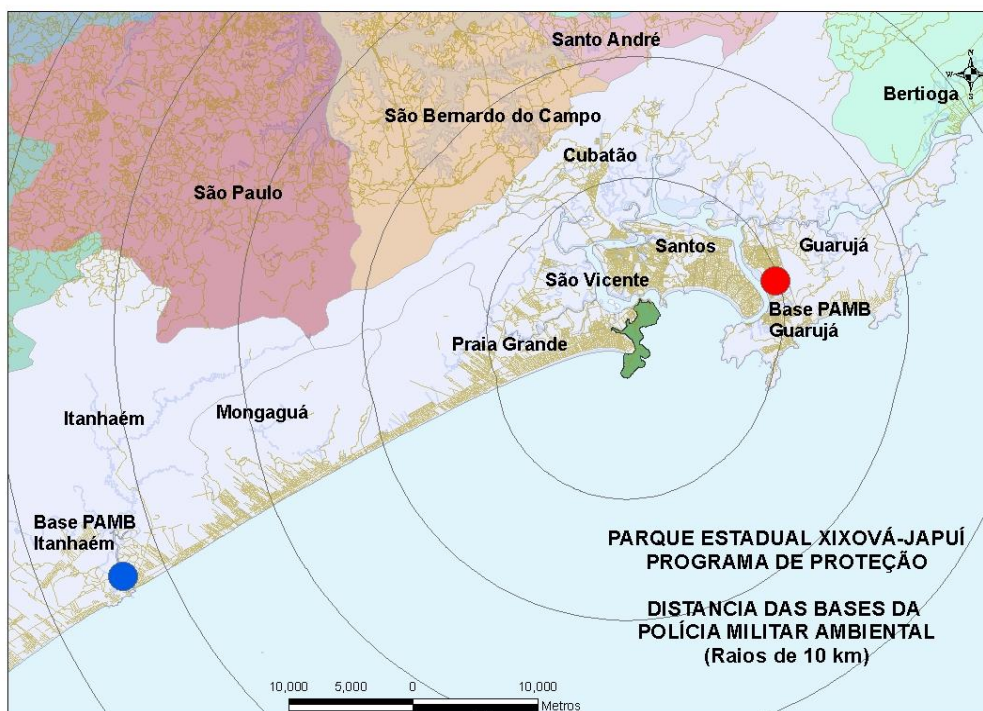 Santo André
N
W
E
S
Bertioga
São Bernardo do Campo
Cubatão
São Paulo
Santos
Guarujá
São Vicente
Base PAMB
Guarujá
Praia Grande
Itanhaém
Mongaguá
Base PAMB
Itanhaém
PARQUE ESTADUAL XIXOVÁ-JAPUÍ
PROGRAMA DE PROTEÇÃO
DISTANCIA DAS BASES DA
POLÍCIA MILITAR AMBIENTAL
(Raios de 10 km)
10,000 5,000 0 10,000
Metros